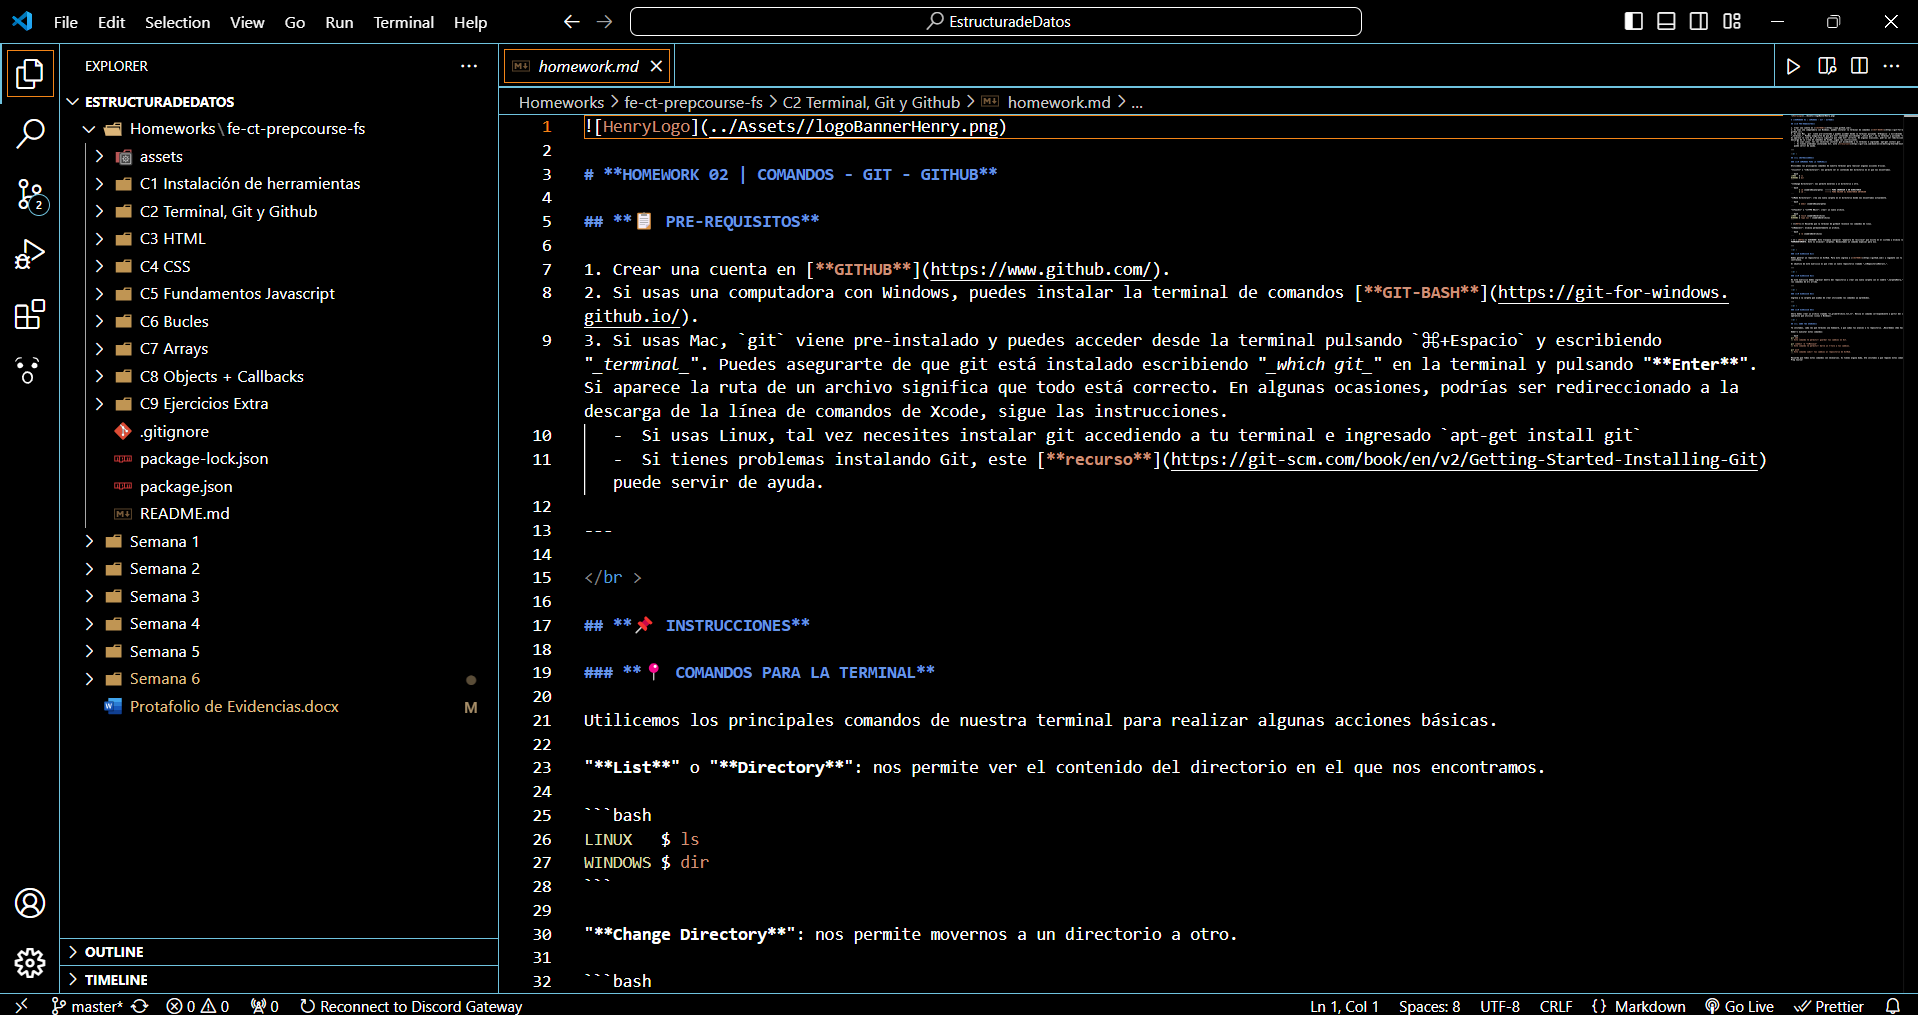 File Edit Selection View Go Run Terminal Help
EstructuradeDatos
EXPLORER
ESTRUCTURADEDATOS
Homeworks\fe-ct-prepcourse-fs
assets
C1 Instalación de herramientas
C2 Terminal, Git y Github
C3 HTML
C4 CSS
C5 Fundamentos Javascript
C6 Bucles
C7 Arrays
C8 Objects + Callbacks
C9 Ejercicios Extra
.gitignore
package-lock.json
package.json
README.md
Semana 1
Semana 2
Semana 3
Semana 4
Semana 5
Semana 6
Protafolio de Evidencias.docx M
OUTLINE
TIMELINE
2
homework.md
Homeworks > fe-ct-prepcourse-fs > C2 Terminal, Git y Github > homework.md > ...
1 ![HenryLogo](../Assets//logoBannerHenry.png)
2
3 # **HOMEWORK 02 | COMANDOS - GIT - GITHUB**
4
5 ## **📋 PRE-REQUISITOS**
6
7 1. Crear una cuenta en [**GITHUB**](https://www.github.com/).
8 2. Si usas una computadora con Windows, puedes instalar la terminal de comandos [**GIT-BASH**](https://git-for-windows.
github.io/).
9 3. Si usas Mac, `git` viene pre-instalado y puedes acceder desde la terminal pulsando `⌘+Espacio` y escribiendo
"_terminal_". Puedes asegurarte de que git está instalado escribiendo "_which git_" en la terminal y pulsando "**Enter**".
Si aparece la ruta de un archivo significa que todo está correcto. En algunas ocasiones, podrías ser redireccionado a la
descarga de la línea de comandos de Xcode, sigue las instrucciones.
10 - Si usas Linux, tal vez necesites instalar git accediendo a tu terminal e ingresado `apt-get install git`
11 - Si tienes problemas instalando Git, este [**recurso**](https://git-scm.com/book/en/v2/Getting-Started-Installing-Git)
puede servir de ayuda.
12
13 ---
14
15 </br >
16
17 ## **📌 INSTRUCCIONES**
18
19 ### **📍 COMANDOS PARA LA TERMINAL**
20
21 Utilicemos los principales comandos de nuestra terminal para realizar algunas acciones básicas.
22
23 "**List**" o "**Directory**": nos permite ver el contenido del directorio en el que nos encontramos.
24
25 ```bash
26 LINUX $ ls
27 WINDOWS $ dir
28 ```
29
30 "**Change Directory**": nos permite movernos a un directorio a otro.
31
32 ```bash
master* 0 0 0 Reconnect to Discord Gateway Ln 1, Col 1 Spaces: 8 UTF-8 CRLF {} Markdown Go Live Prettier